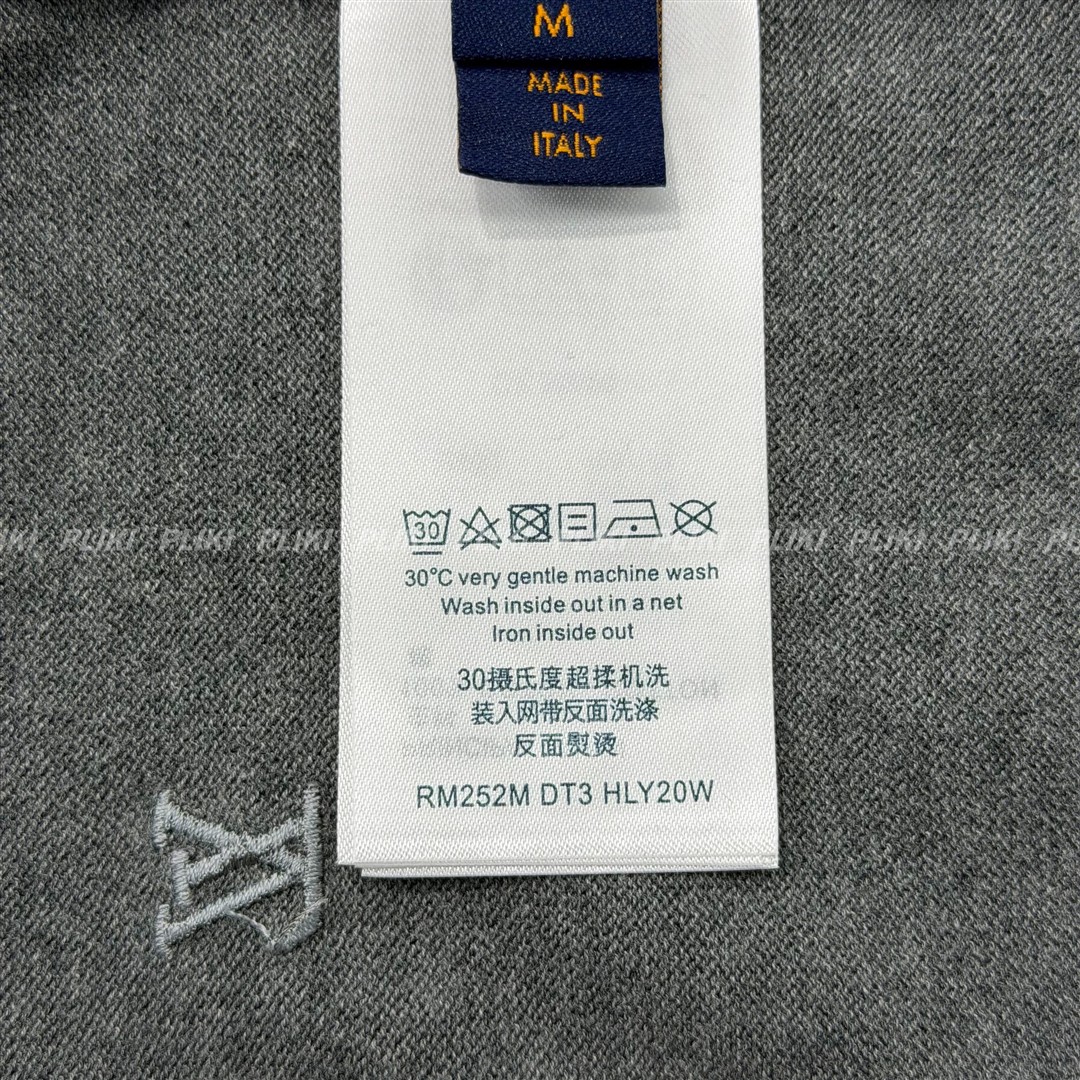 M
MADE
IN
ITALY
30
30℃ very gentle machine wash
Wash inside out in a net
Iron inside out
30摄氏度超揉机洗
装入网带反面洗涤
反面熨烫
RM252M DT3 HLY20W